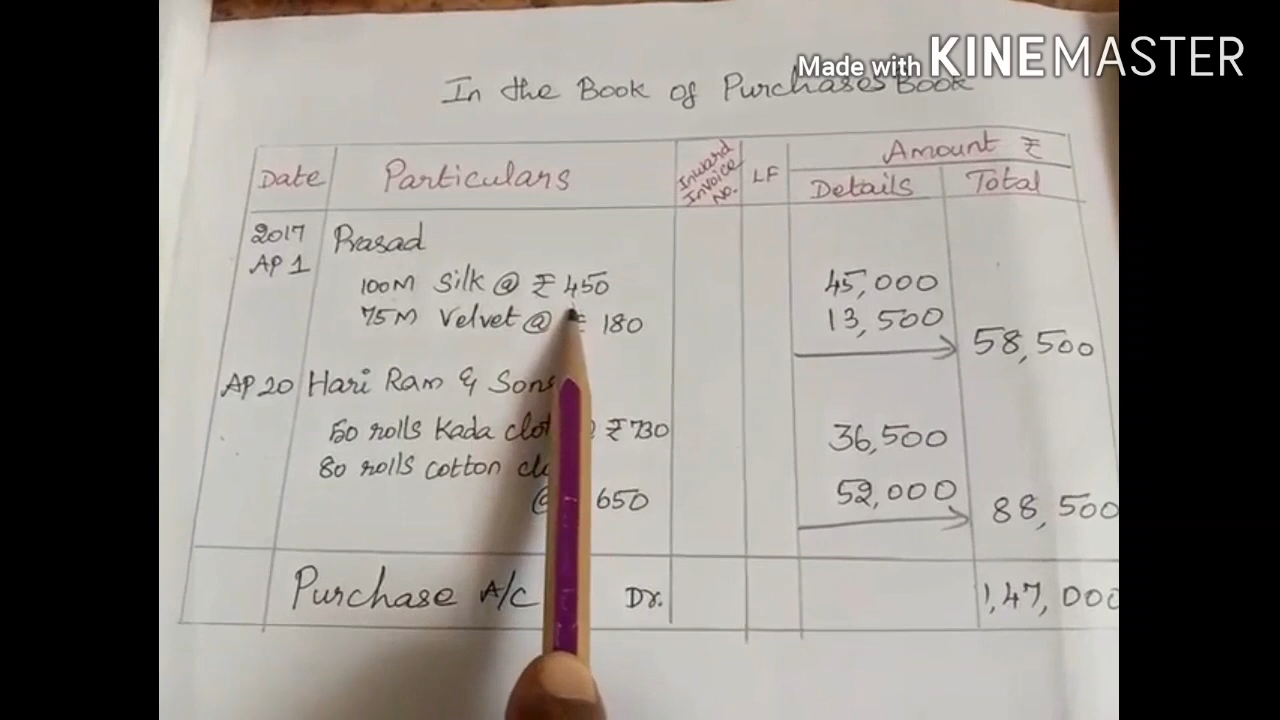 Made with KINEMASTER
In the Book of Purchases Book
Date Particulars Inward Invoice No. LF Amount ₹
Details Total
2017 Prasad
AP 1
100M Silk @ ₹ 450 45,000
75M Velvet @ 180 13,500
58,500
AP 20 Hari Ram & Sons
50 rolls Kada ₹ 730 36,500
80 rolls cotton
650 52,000
88,500
Purchase A/C Dr. 1,47,000